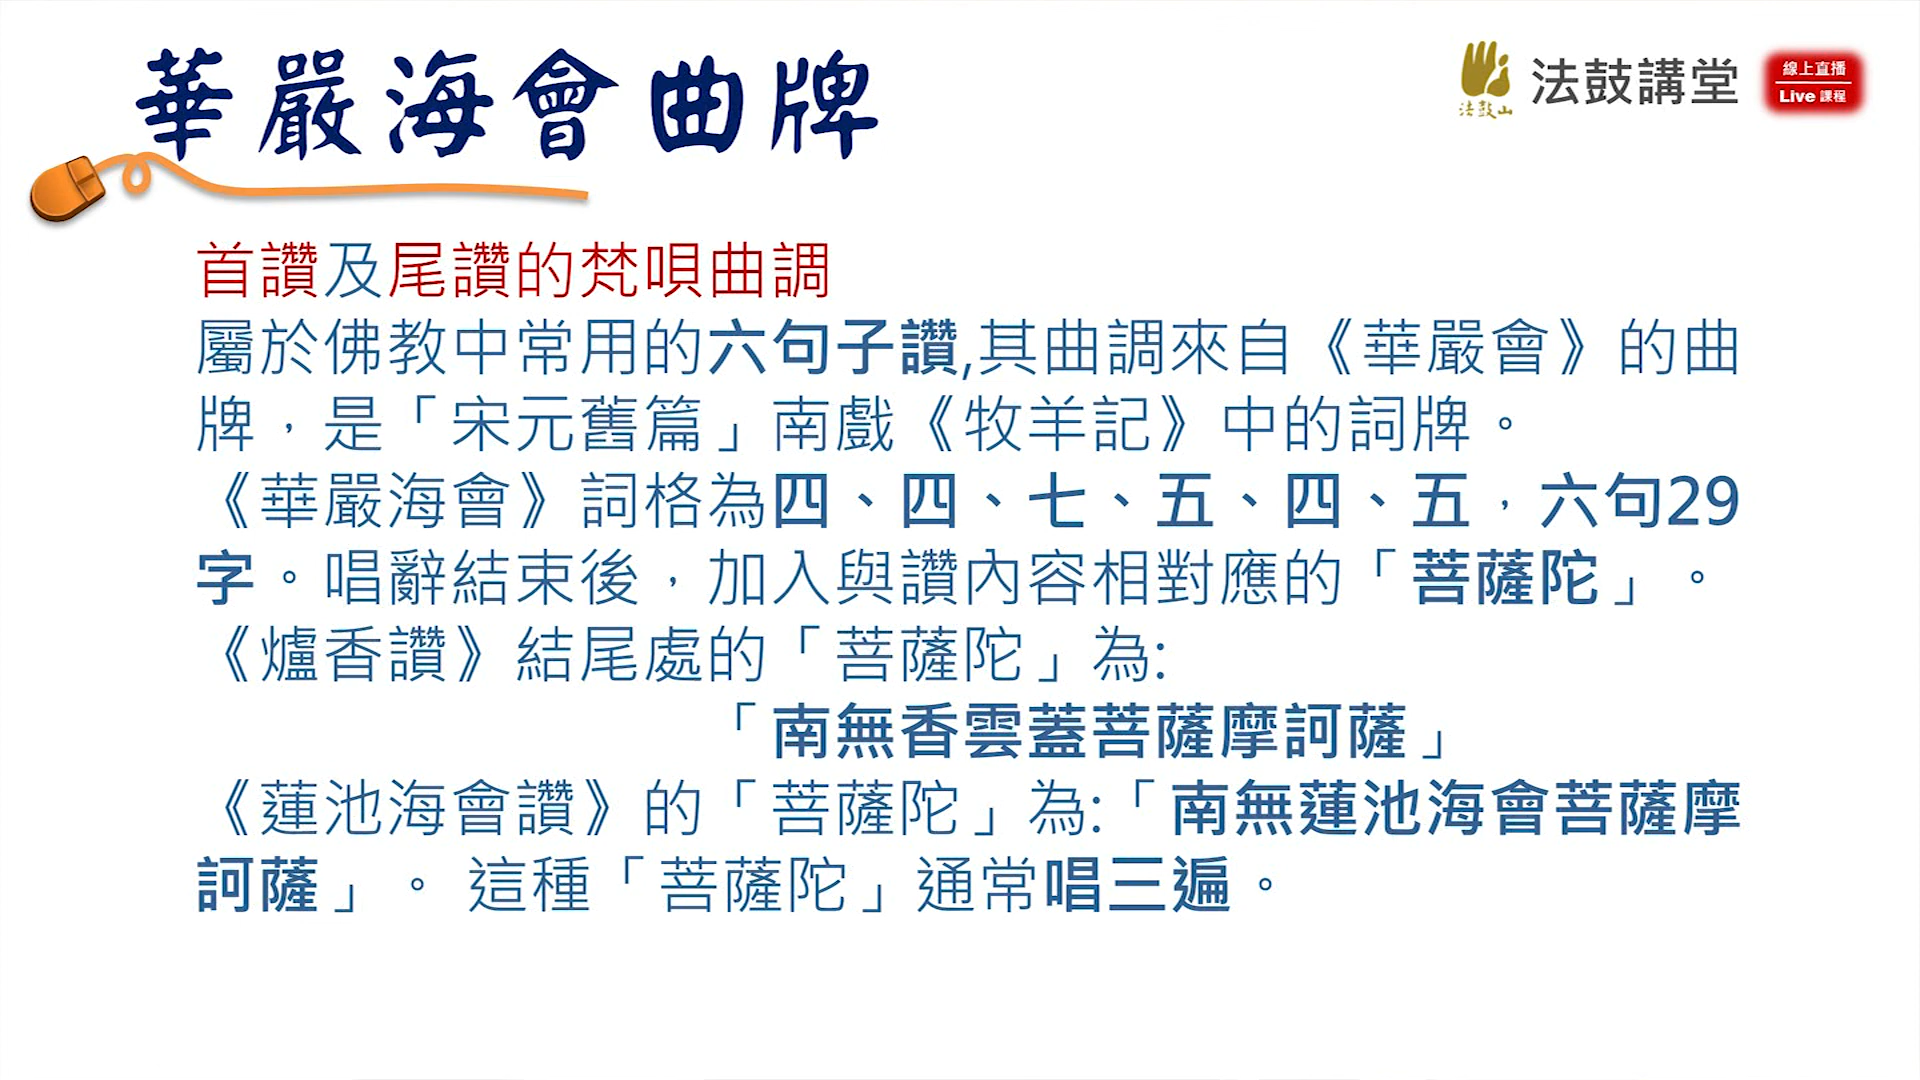 華嚴海會曲牌
法鼓山
法鼓講堂
線上直播
Live 課程
首讚及尾讚的梵唄曲調
屬於佛教中常用的六句子讚,其曲調來自《華嚴會》的曲
牌，是「宋元舊篇」南戲《牧羊記》中的詞牌。
《華嚴海會》詞格為四、四、七、五、四、五，六句29
字。唱辭結束後，加入與讚內容相對應的「菩薩陀」。
《爐香讚》結尾處的「菩薩陀」為:
「南無香雲蓋菩薩摩訶薩」
《蓮池海會讚》的「菩薩陀」為:「南無蓮池海會菩薩摩
訶薩」。 這種「菩薩陀」通常唱三遍。